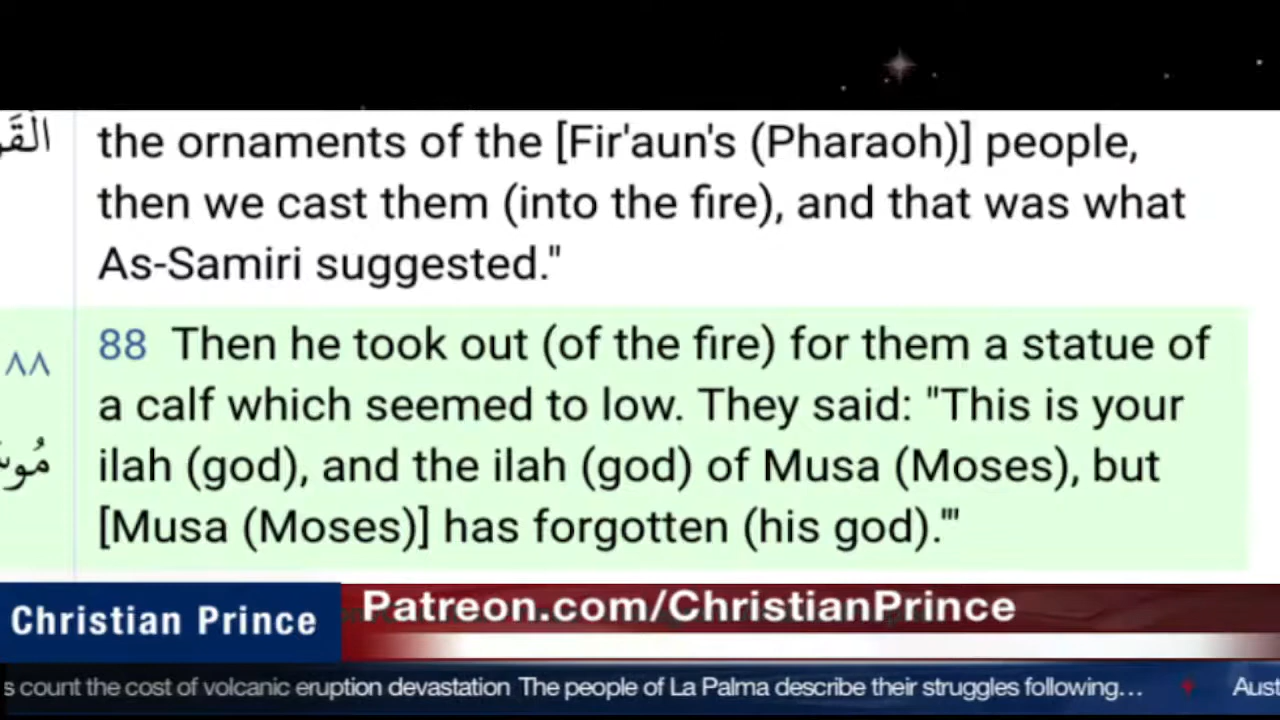 the ornaments of the [Fir'aun's (Pharaoh)] people,
then we cast them (into the fire), and that was what
As-Samiri suggested."
88 Then he took out (of the fire) for them a statue of
٨٨
a calf which seemed to low. They said: "This is your
ilah (god), and the ilah (god) of Musa (Moses), but
[Musa (Moses)] has forgotten (his god).'"
Christian Prince
Patreon.com/ChristianPrince
s count the cost of volcanic eruption devastation The people of La Palma describe their struggles following... Aust